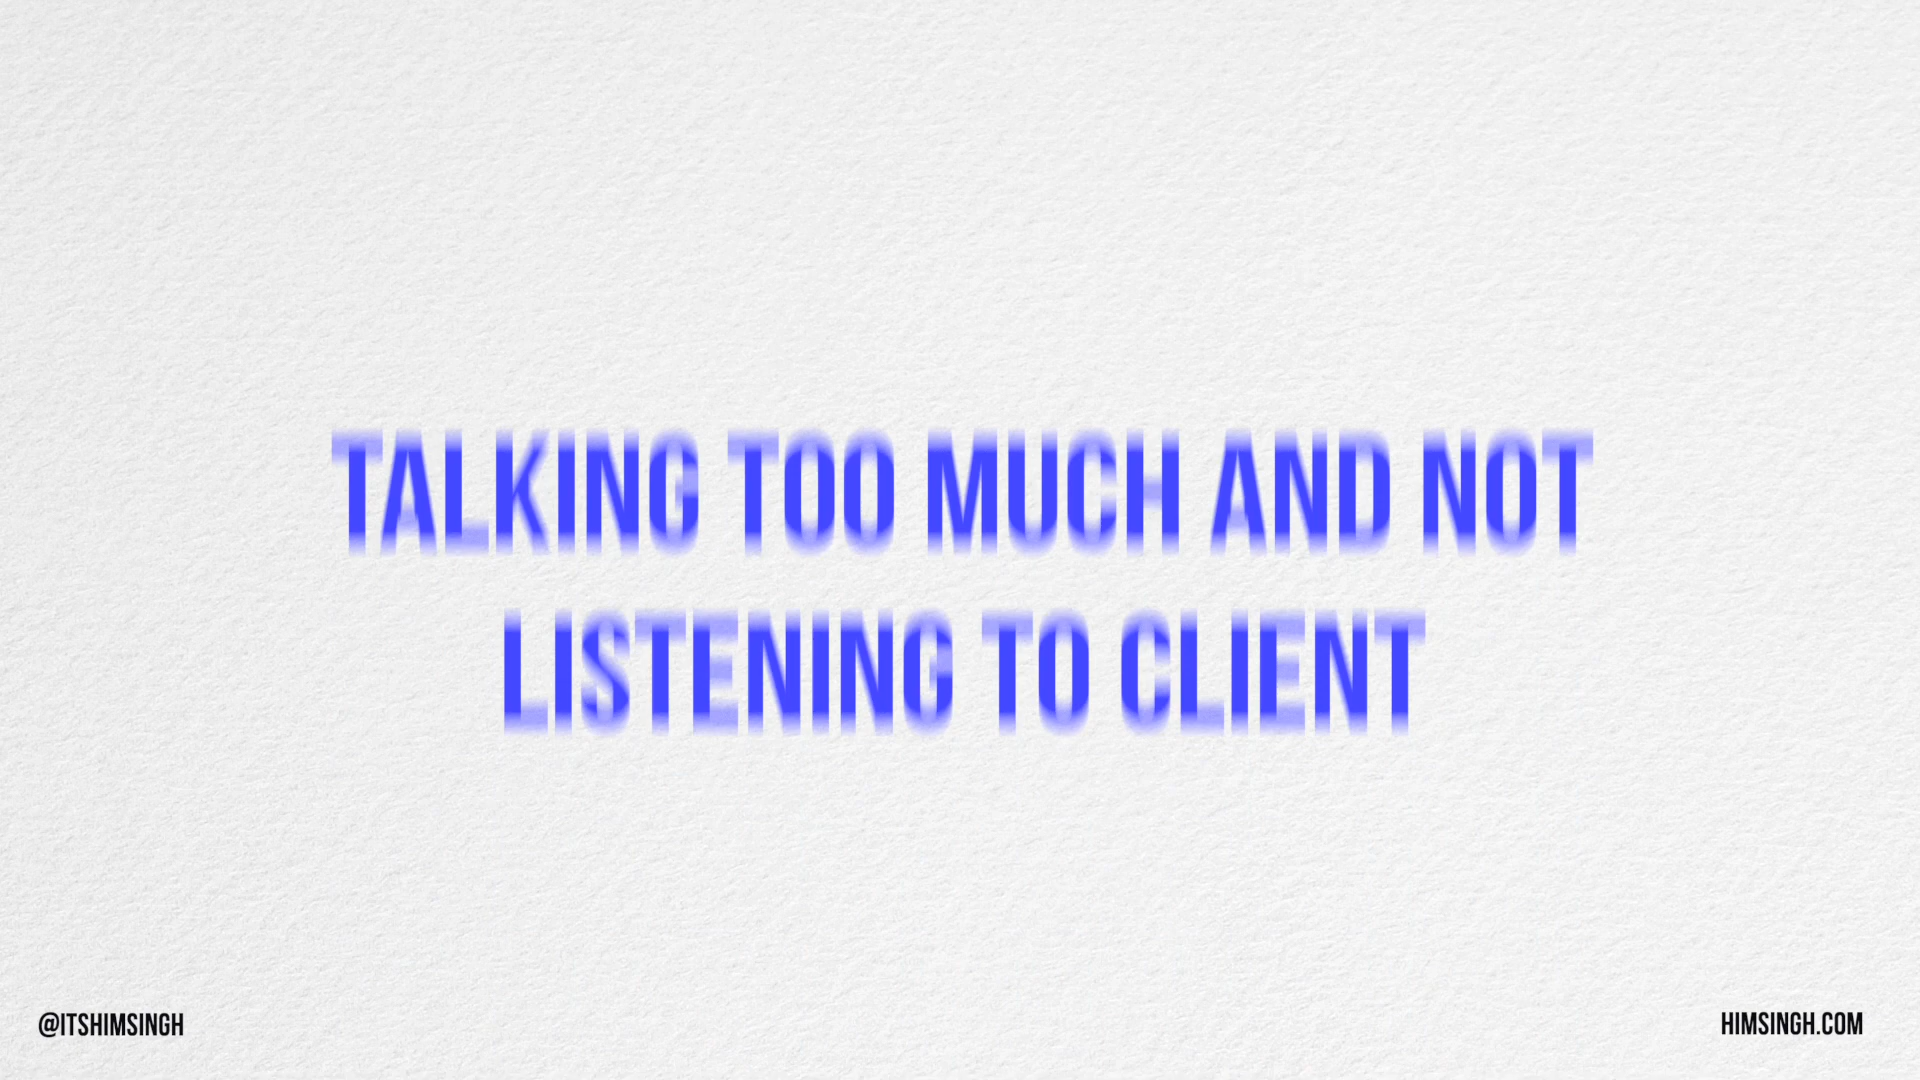 TALKING TOO MUCH AND NOT
LISTENING TO CLIENT
@ITSHIMSINGH
HIMSINGH.COM